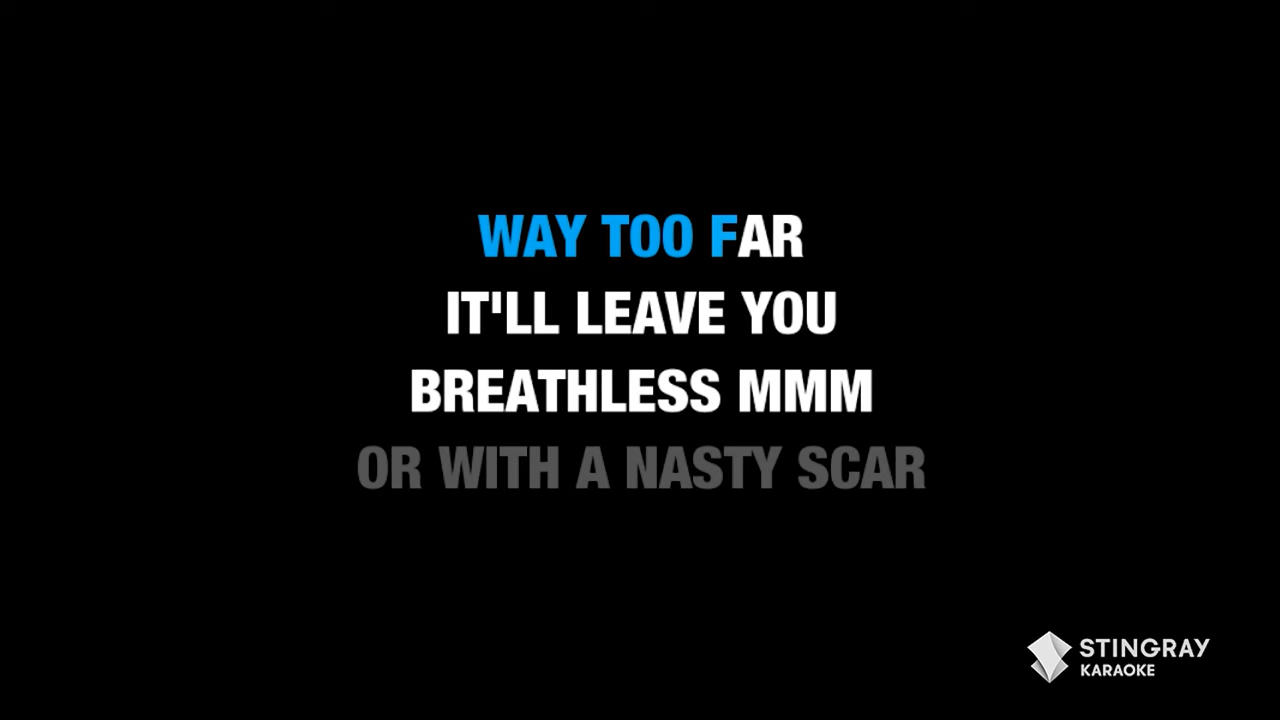 WAY TOO FAR
IT'LL LEAVE YOU
BREATHLESS MMM
OR WITH A NASTY SCAR
STINGRAY
KARAOKE